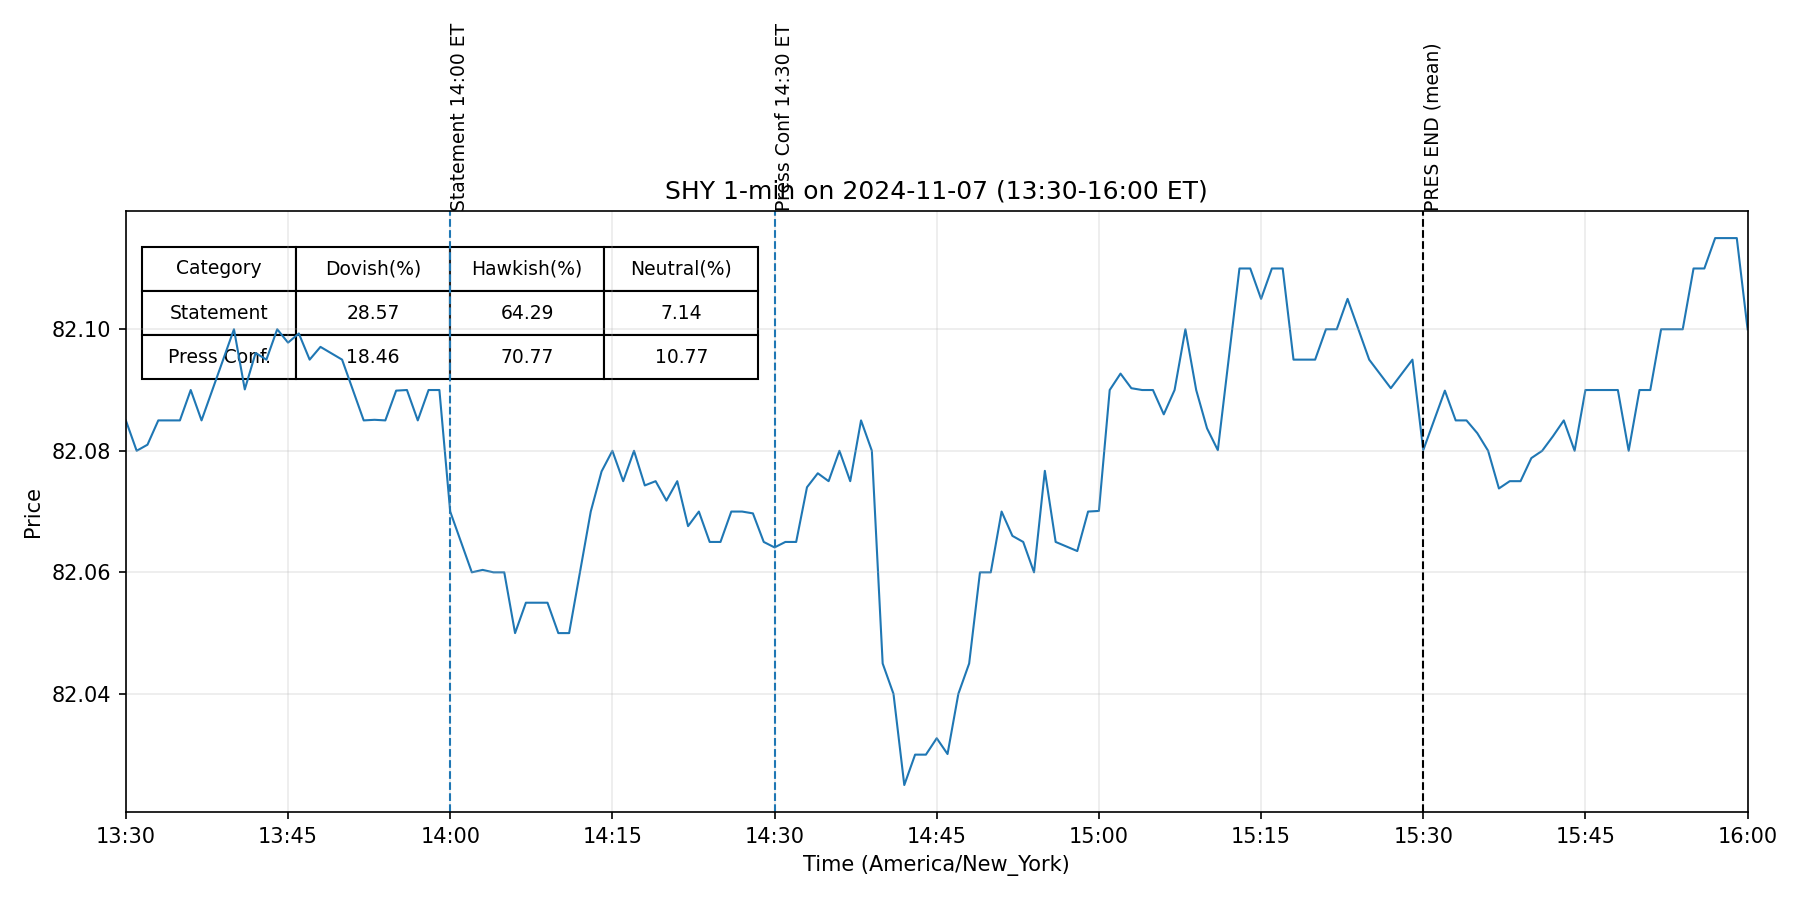 Statement 14:00 ET
Press Conf 14:30 ET
PRES END (mean)
SHY 1-min on 2024-11-07 (13:30-16:00 ET)
Category Dovish(%) Hawkish(%) Neutral(%)
Statement 28.57 64.29 7.14
Press Conf. 18.46 70.77 10.77
82.10
82.08
82.06
82.04
Price
13:30 13:45 14:00 14:15 14:30 14:45 15:00 15:15 15:30 15:45 16:00
Time (America/New_York)